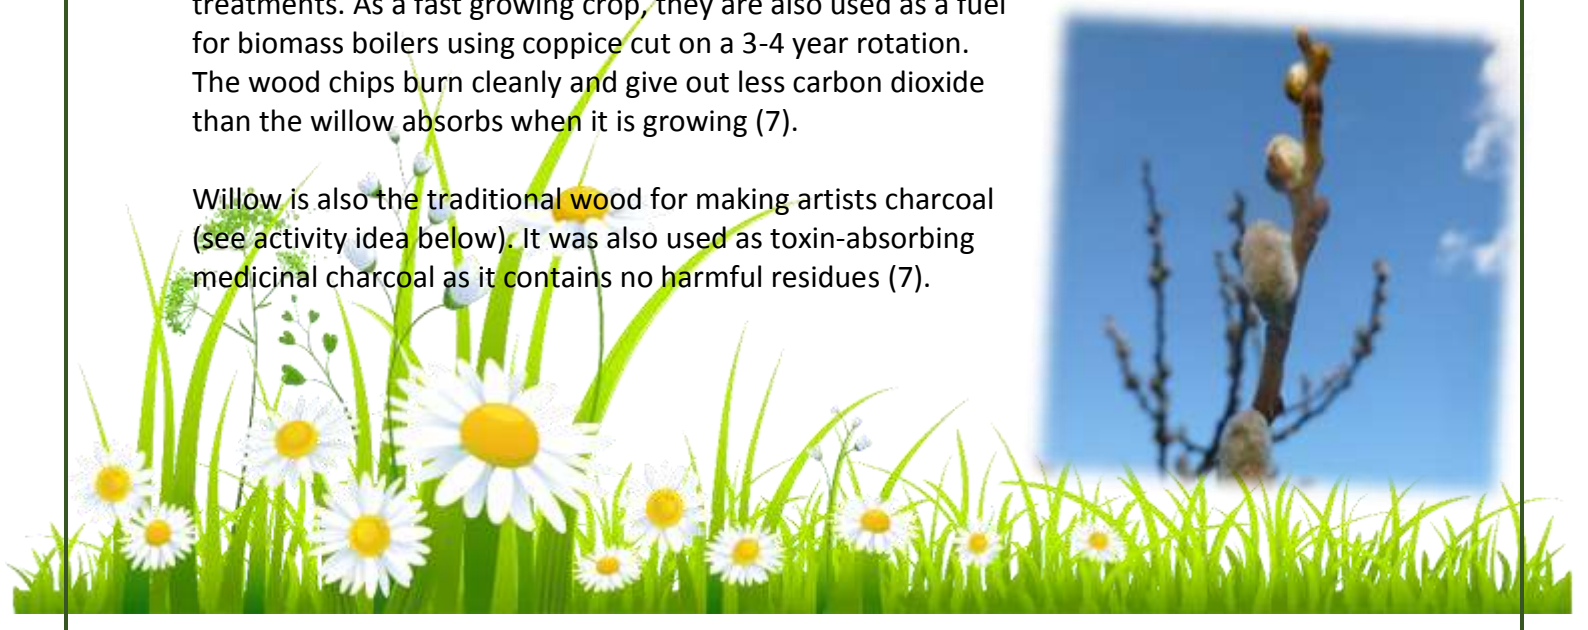 treatments. As a fast growing crop, they are also used as a fuel
for biomass boilers using coppice cut on a 3-4 year rotation.
The wood chips burn cleanly and give out less carbon dioxide
than the willow absorbs when it is growing (7).
Willow is also the traditional wood for making artists charcoal
(see activity idea below). It was also used as toxin-absorbing
medicinal charcoal as it contains no harmful residues (7).